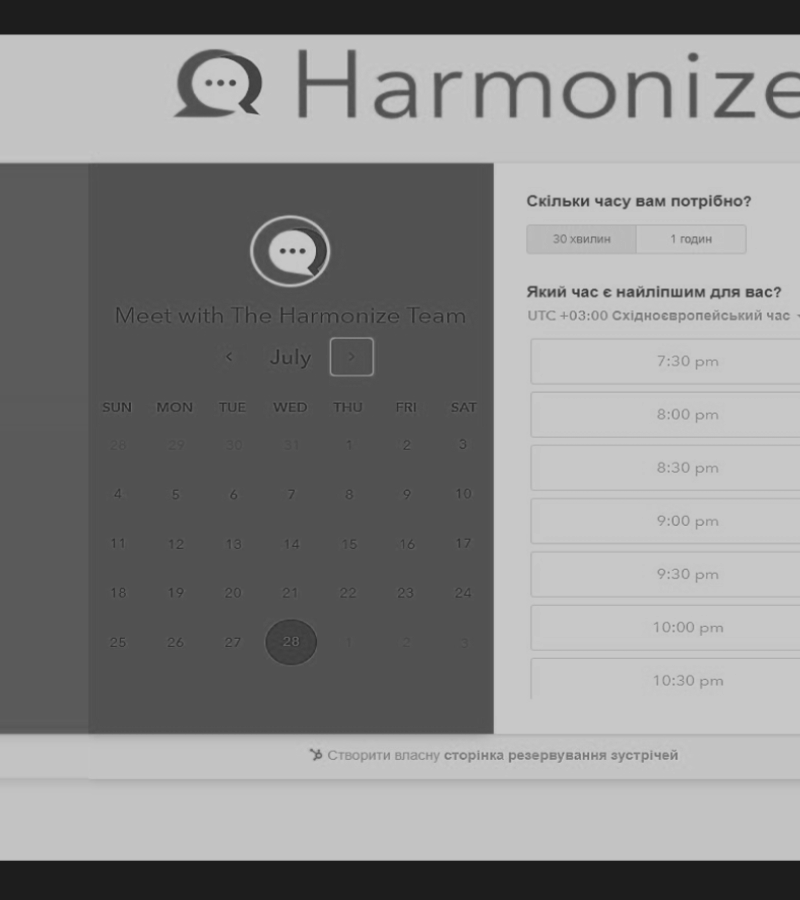 Harmonize
Meet with The Harmonize Team
< July >
SUN MON TUE WED THU FRI SAT
28 29 30 31 1 2 3
4 5 6 7 8 9 10
11 12 13 14 15 16 17
18 19 20 21 22 23 24
25 26 27 28 1 2 3
Скільки часу вам потрібно?
30 хвилин 1 годин
Який час є найліпшим для вас?
UTC +03:00 Східноєвропейський час
7:30 pm
8:00 pm
8:30 pm
9:00 pm
9:30 pm
10:00 pm
10:30 pm
Створити власну сторінка резервування зустрічей